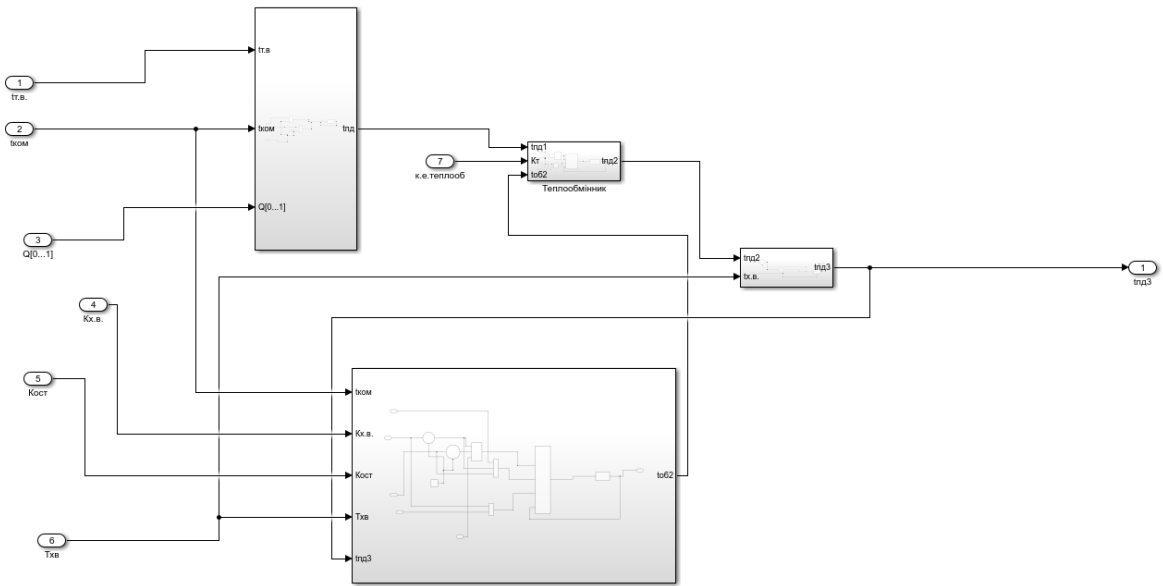 1
tт.в.
2
tком
3
Q[0...1]
4
Кх.в.
5
Кост
6
Тхв
tт.в
tком
Q[0...1]
tпд
7
к.е.теплооб
tпд1
Кт
tоб2
tпд2
Теплообмінник
tпд2
tх.в.
tпд3
1
tпд3
tком
Кх.в.
Кост
Тхв
tпд3
tоб2